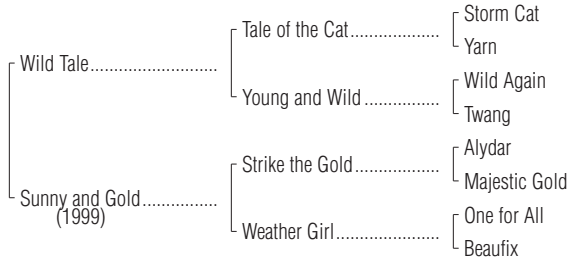 Storm Cat
Tale of the Cat...................
Yarn
Wild Tale..........................
Wild Again
Young and Wild ................
Twang
Alydar
Strike the Gold..................
Majestic Gold
Sunny and Gold...............
(1999)
One for All
Weather Girl......................
Beaufix